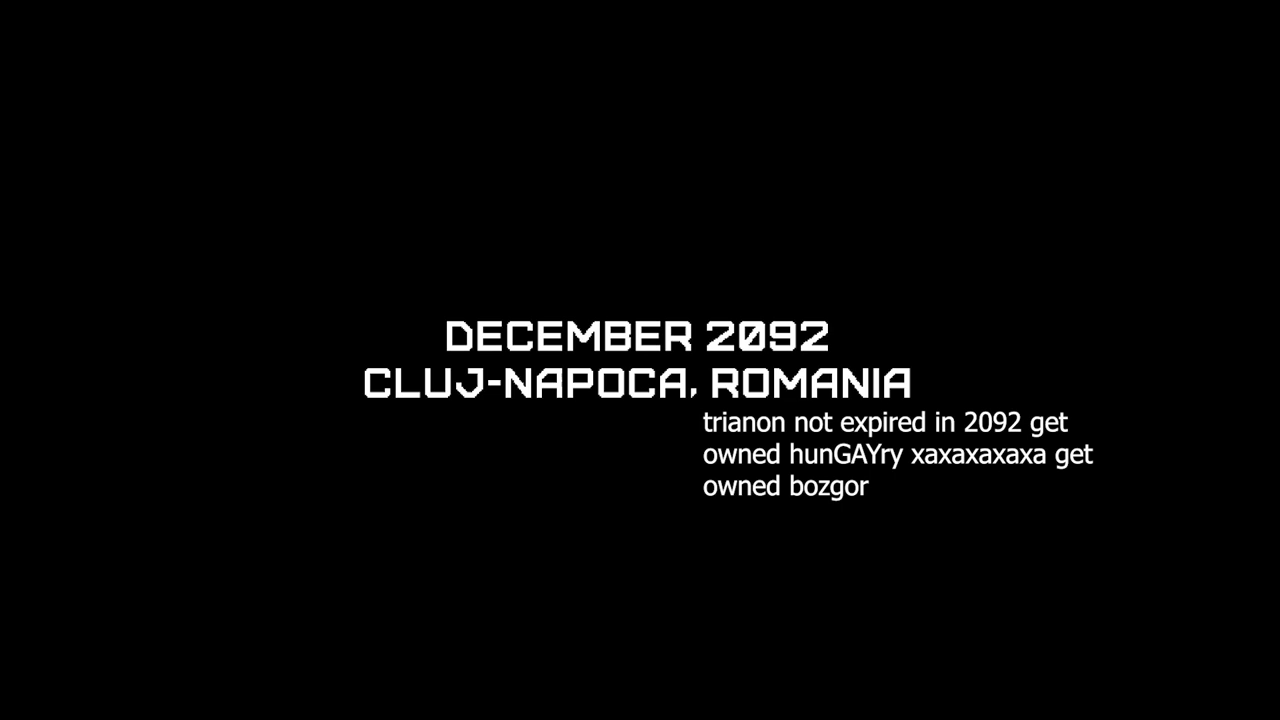 DECEMBER 2092
CLUJ-NAPOCA, ROMANIA
trianon not expired in 2092 get
owned hunGAYry xaxaxaxaxa get
owned bozgor